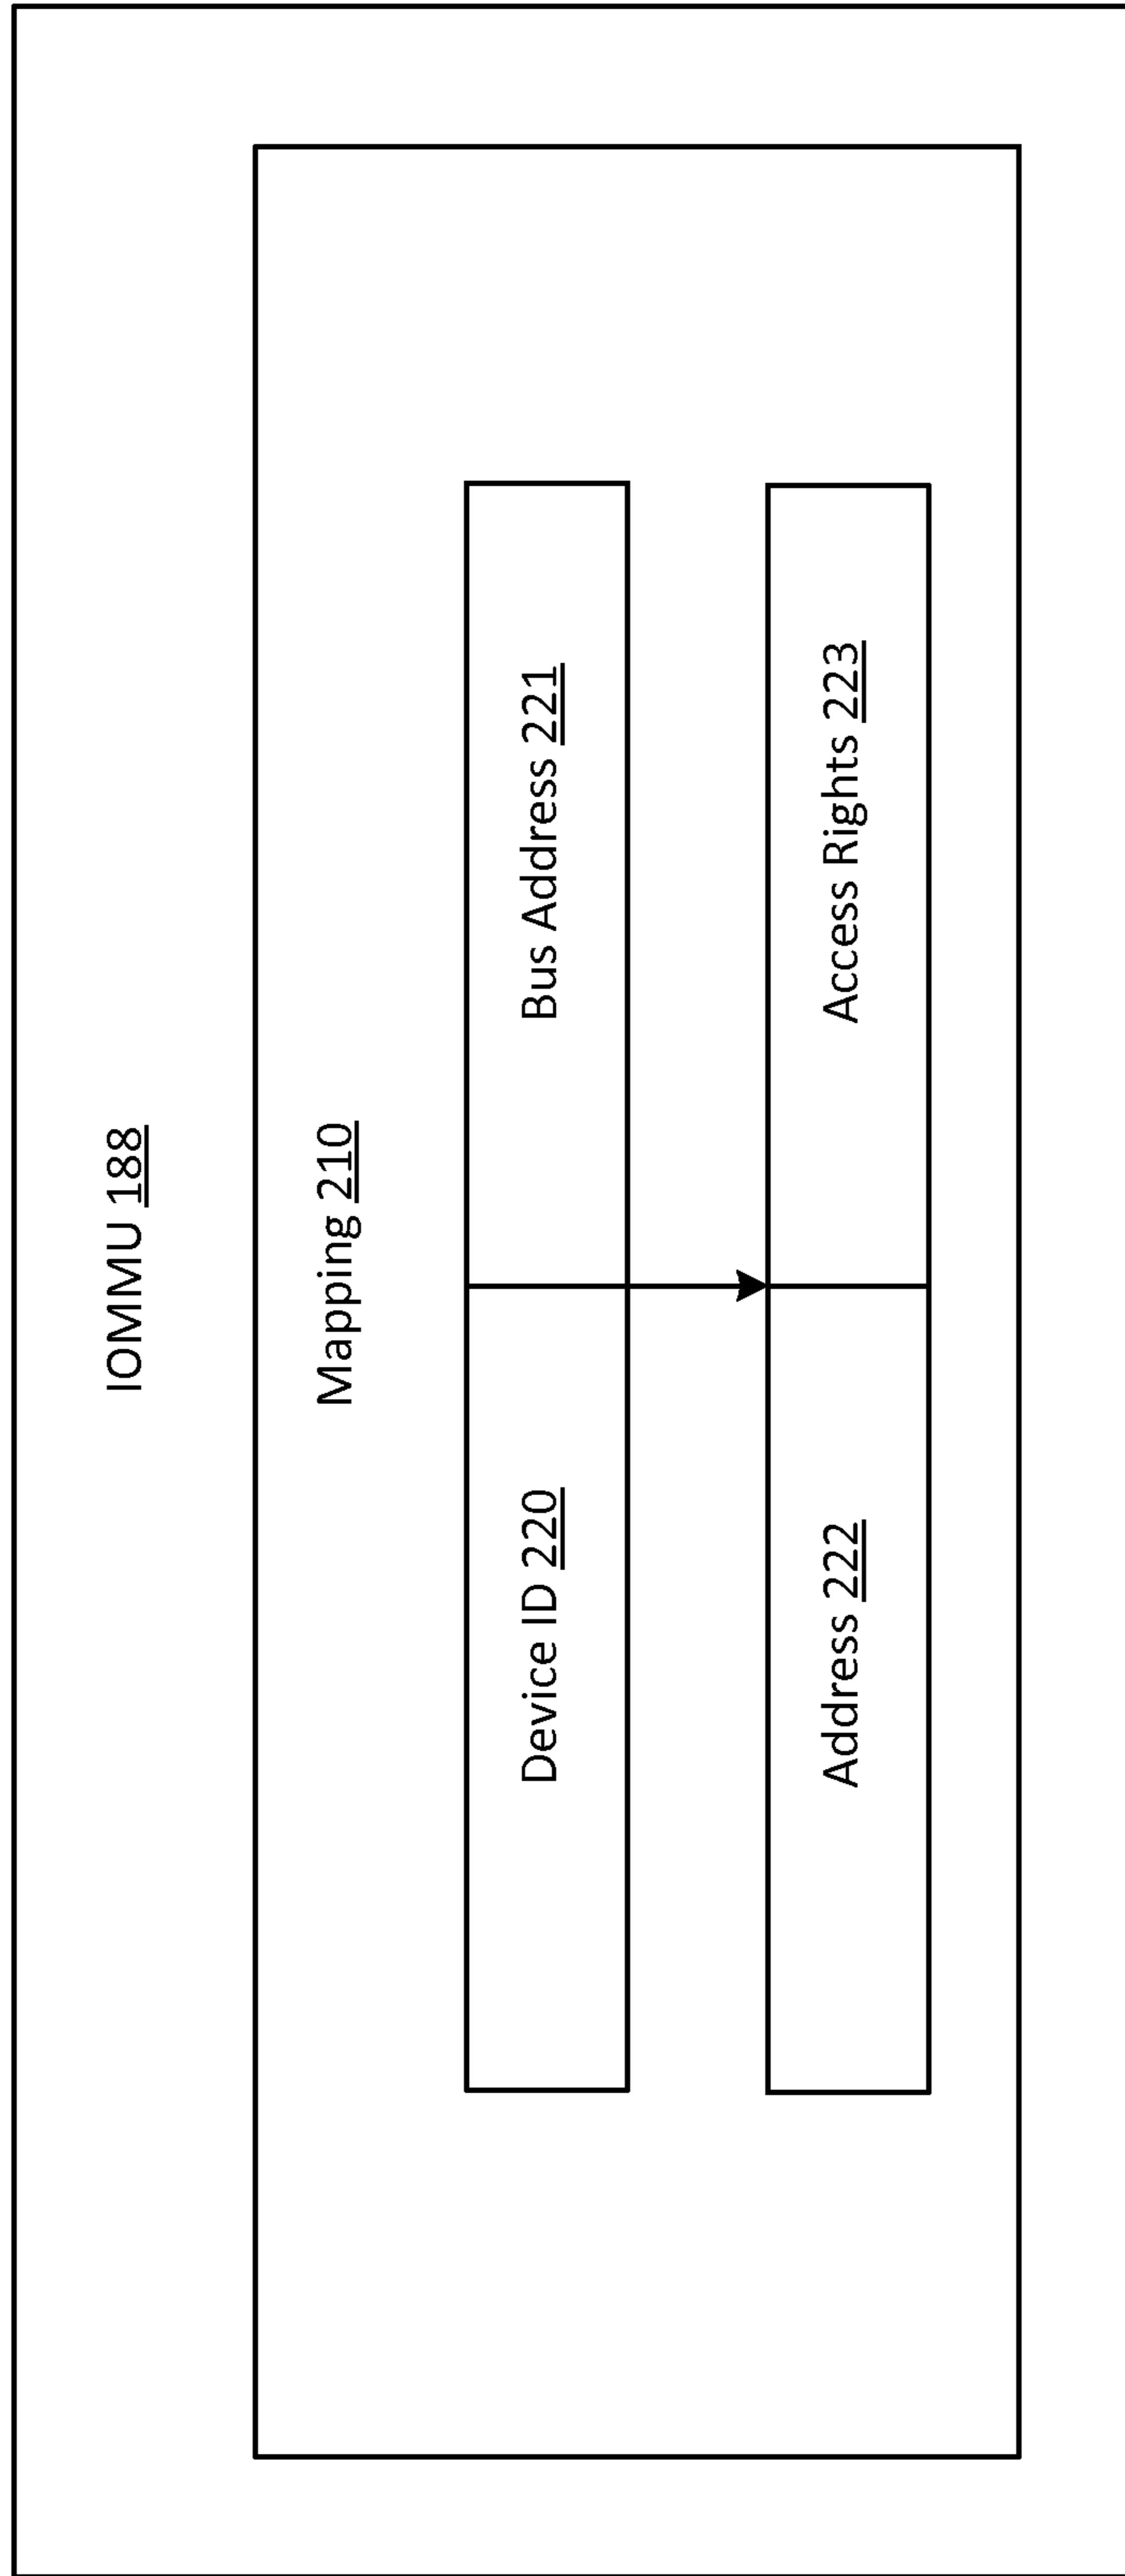 IOMMU 188
Mapping 210
Device ID 220
Bus Address 221
Address 222
Access Rights 223